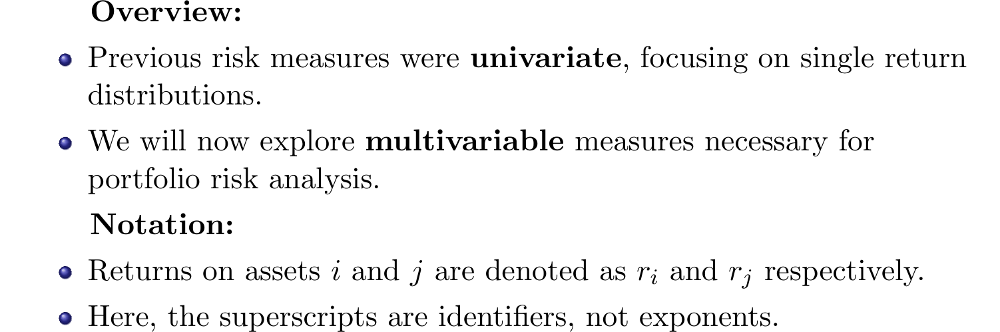 Overview:
Previous risk measures were univariate, focusing on single return
distributions.
We will now explore multivariable measures necessary for
portfolio risk analysis.
Notation:
Returns on assets i and j are denoted as r_i and r_j respectively.
Here, the superscripts are identifiers, not exponents.